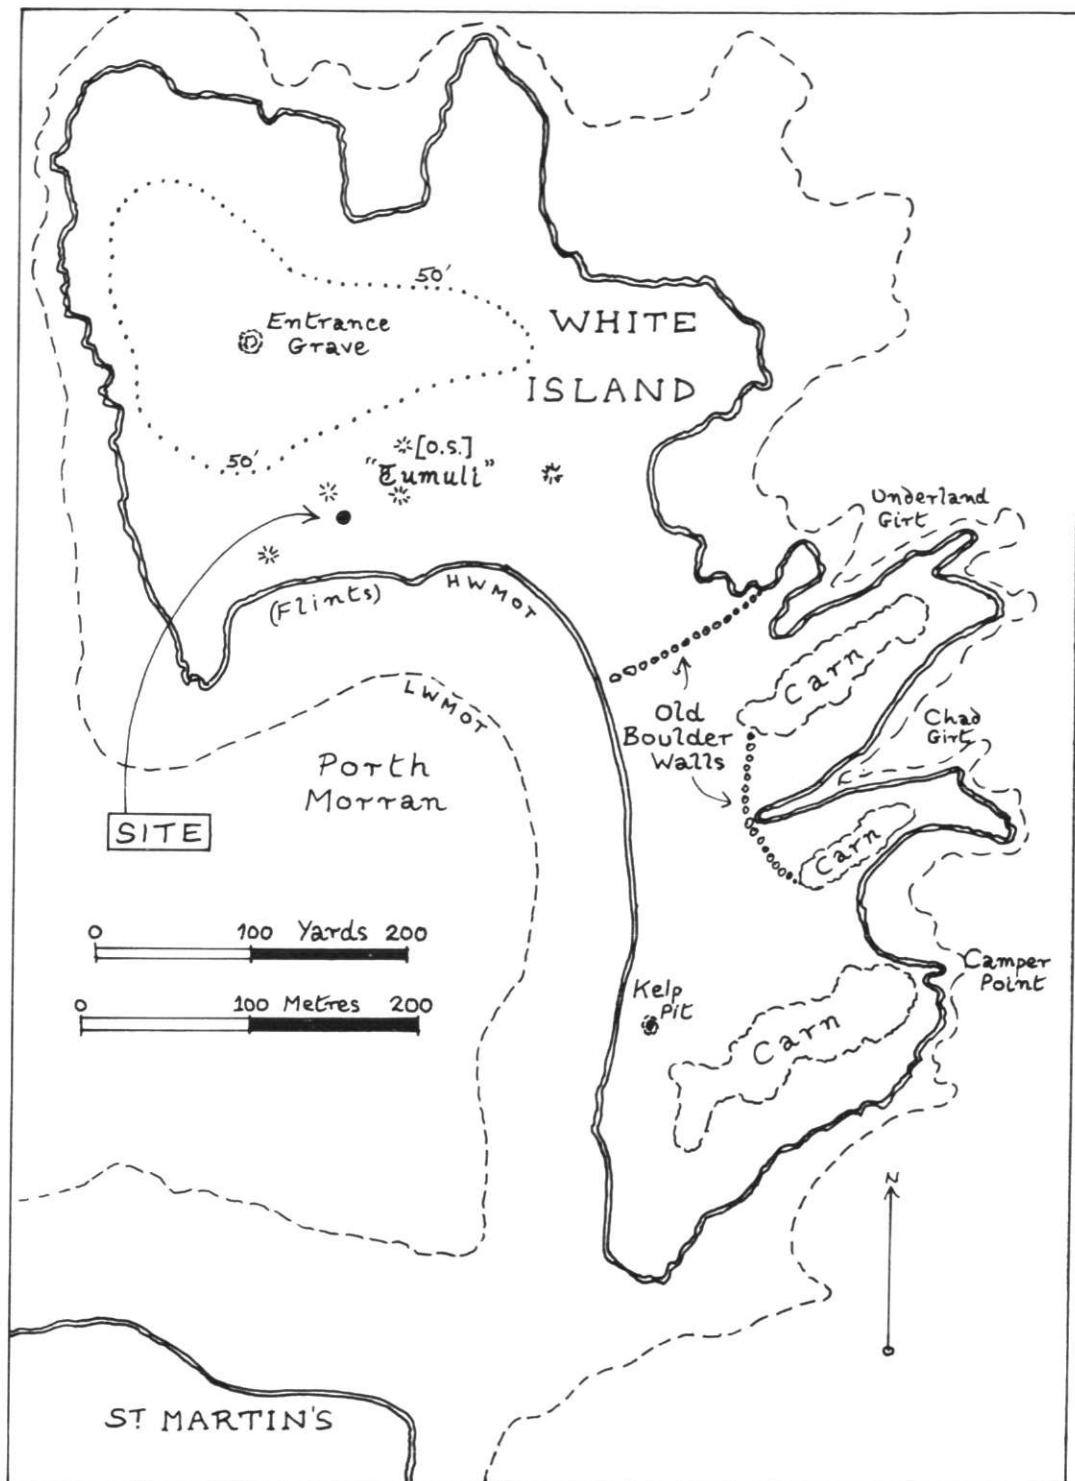 50'
Entrance
Grave
WHITE
ISLAND
[O.S.]
"Tumuli"
50'
Underland
Girt
(Flints)
HWMOT
Carn
LWMOT
Old
Boulder
Walls
Chad
Girt
Porth
Morran
SITE
Carn
0 100 Yards 200
0 100 Metres 200
Camper
Point
Kelp
Pit
Carn
N
ST MARTIN'S